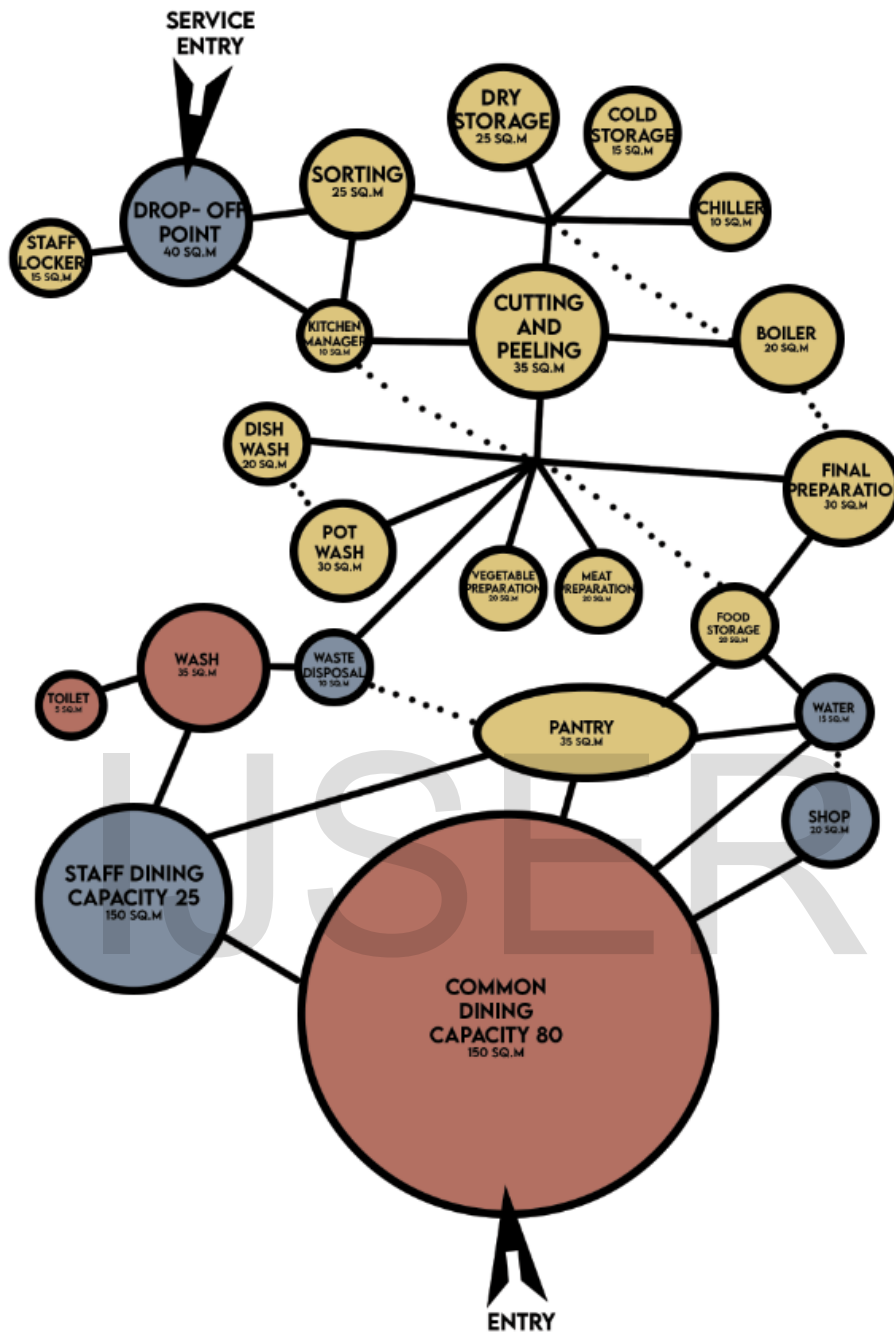 SERVICE
ENTRY
DRY
STORAGE
25 SQ.M
COLD
STORAGE
15 SQ.M
SORTING
25 SQ.M
CHILLER
10 SQ.M
DROP- OFF
POINT
40 SQ.M
STAFF
LOCKER
15 SQ.M
KITCHEN
MANAGER
10 SQ.M
CUTTING
AND
PEELING
35 SQ.M
BOILER
20 SQ.M
DISH
WASH
20 SQ.M
FINAL
PREPARATIO
30 SQ.M
POT
WASH
30 SQ.M
VEGETABLE
PREPARATION
20 SQ.M
MEAT
PREPARATION
20 SQ.M
FOOD
STORAGE
20 SQ.M
WASH
35 SQ.M
WASTE
DISPOSAL
10 SQ.M
TOILET
5 SQ.M
PANTRY
35 SQ.M
WATER
15 SQ.M
SHOP
20 SQ.M
STAFF DINING
CAPACITY 25
150 SQ.M
IJSER
COMMON
DINING
CAPACITY 80
150 SQ.M
ENTRY